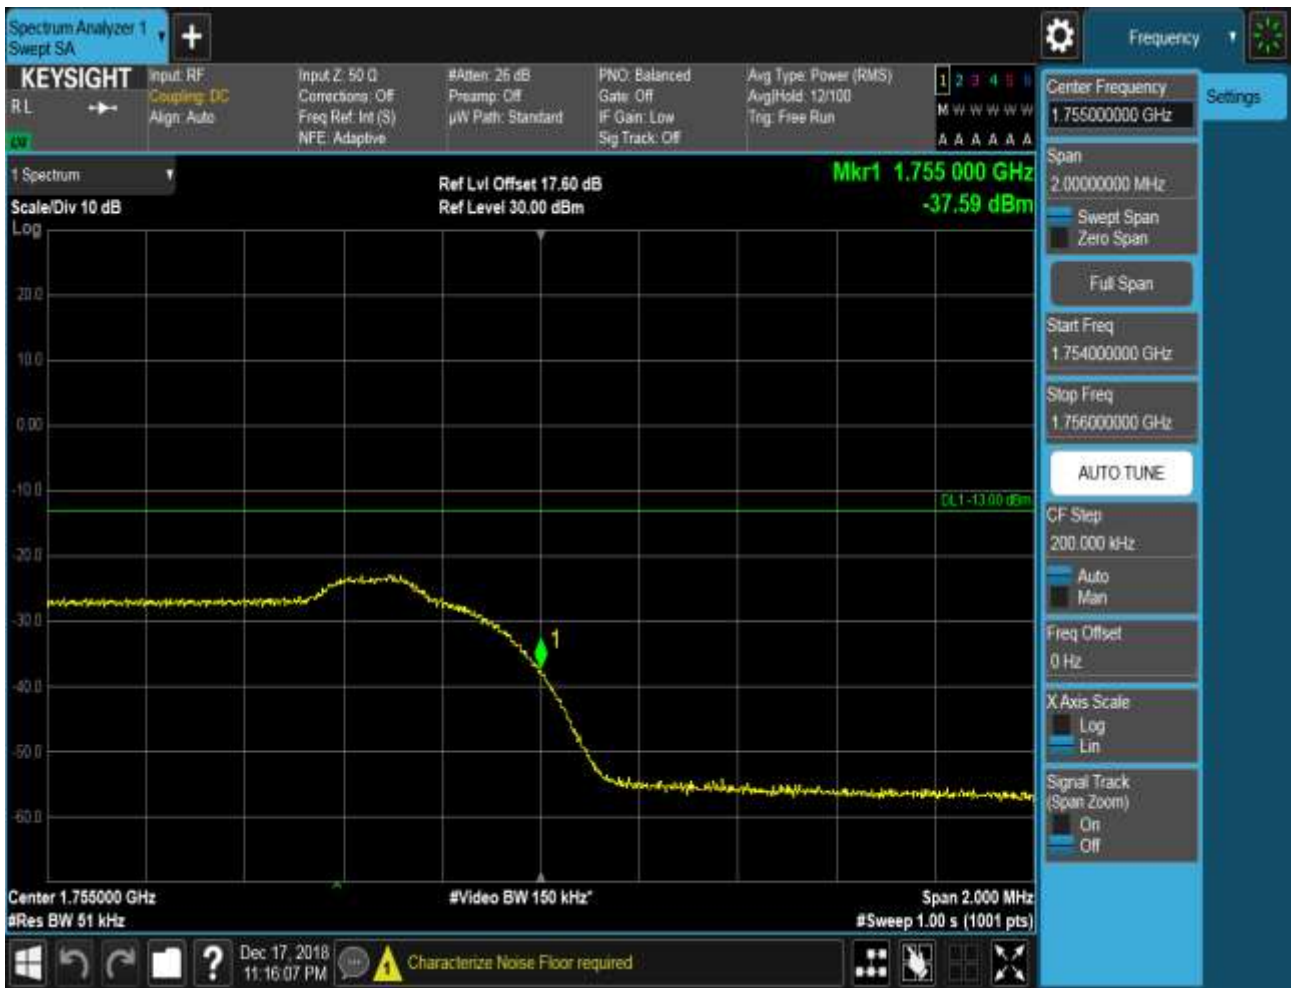 Spectrum Analyzer 1
Swept SA
Frequency
KEYSIGHT
R L
Input: RF
Coupling: DC
Align: Auto
Input Z: 50 Ω
Corrections: Off
Freq Ref: Int (S)
NFE: Adaptive
#Atten: 26 dB
Preamp: Off
µW Path: Standard
PNO: Balanced
Gate: Off
IF Gain: Low
Sig Track: Off
Avg Type: Power (RMS)
Avg|Hold: 12/100
Trig: Free Run
1 2 3 4 5 6
M W W W W W
A A A A A A
1 Spectrum
Scale/Div 10 dB
Log
Ref Lvl Offset 17.60 dB
Ref Level 30.00 dBm
Mkr1 1.755 000 GHz
-37.59 dBm
20.0
10.0
0.00
-10.0
DL1 -13.00 dBm
-20.0
-30.0
1
-40.0
-50.0
-60.0
Center 1.755000 GHz
#Res BW 51 kHz
#Video BW 150 kHz*
Span 2.000 MHz
#Sweep 1.00 s (1001 pts)
Dec 17, 2018
11:16:07 PM
1
Characterize Noise Floor required
Center Frequency
1.755000000 GHz
Settings
Span
2.00000000 MHz
Swept Span
Zero Span
Full Span
Start Freq
1.754000000 GHz
Stop Freq
1.756000000 GHz
AUTO TUNE
CF Step
200.000 kHz
Auto
Man
Freq Offset
0 Hz
X Axis Scale
Log
Lin
Signal Track
(Span Zoom)
On
Off